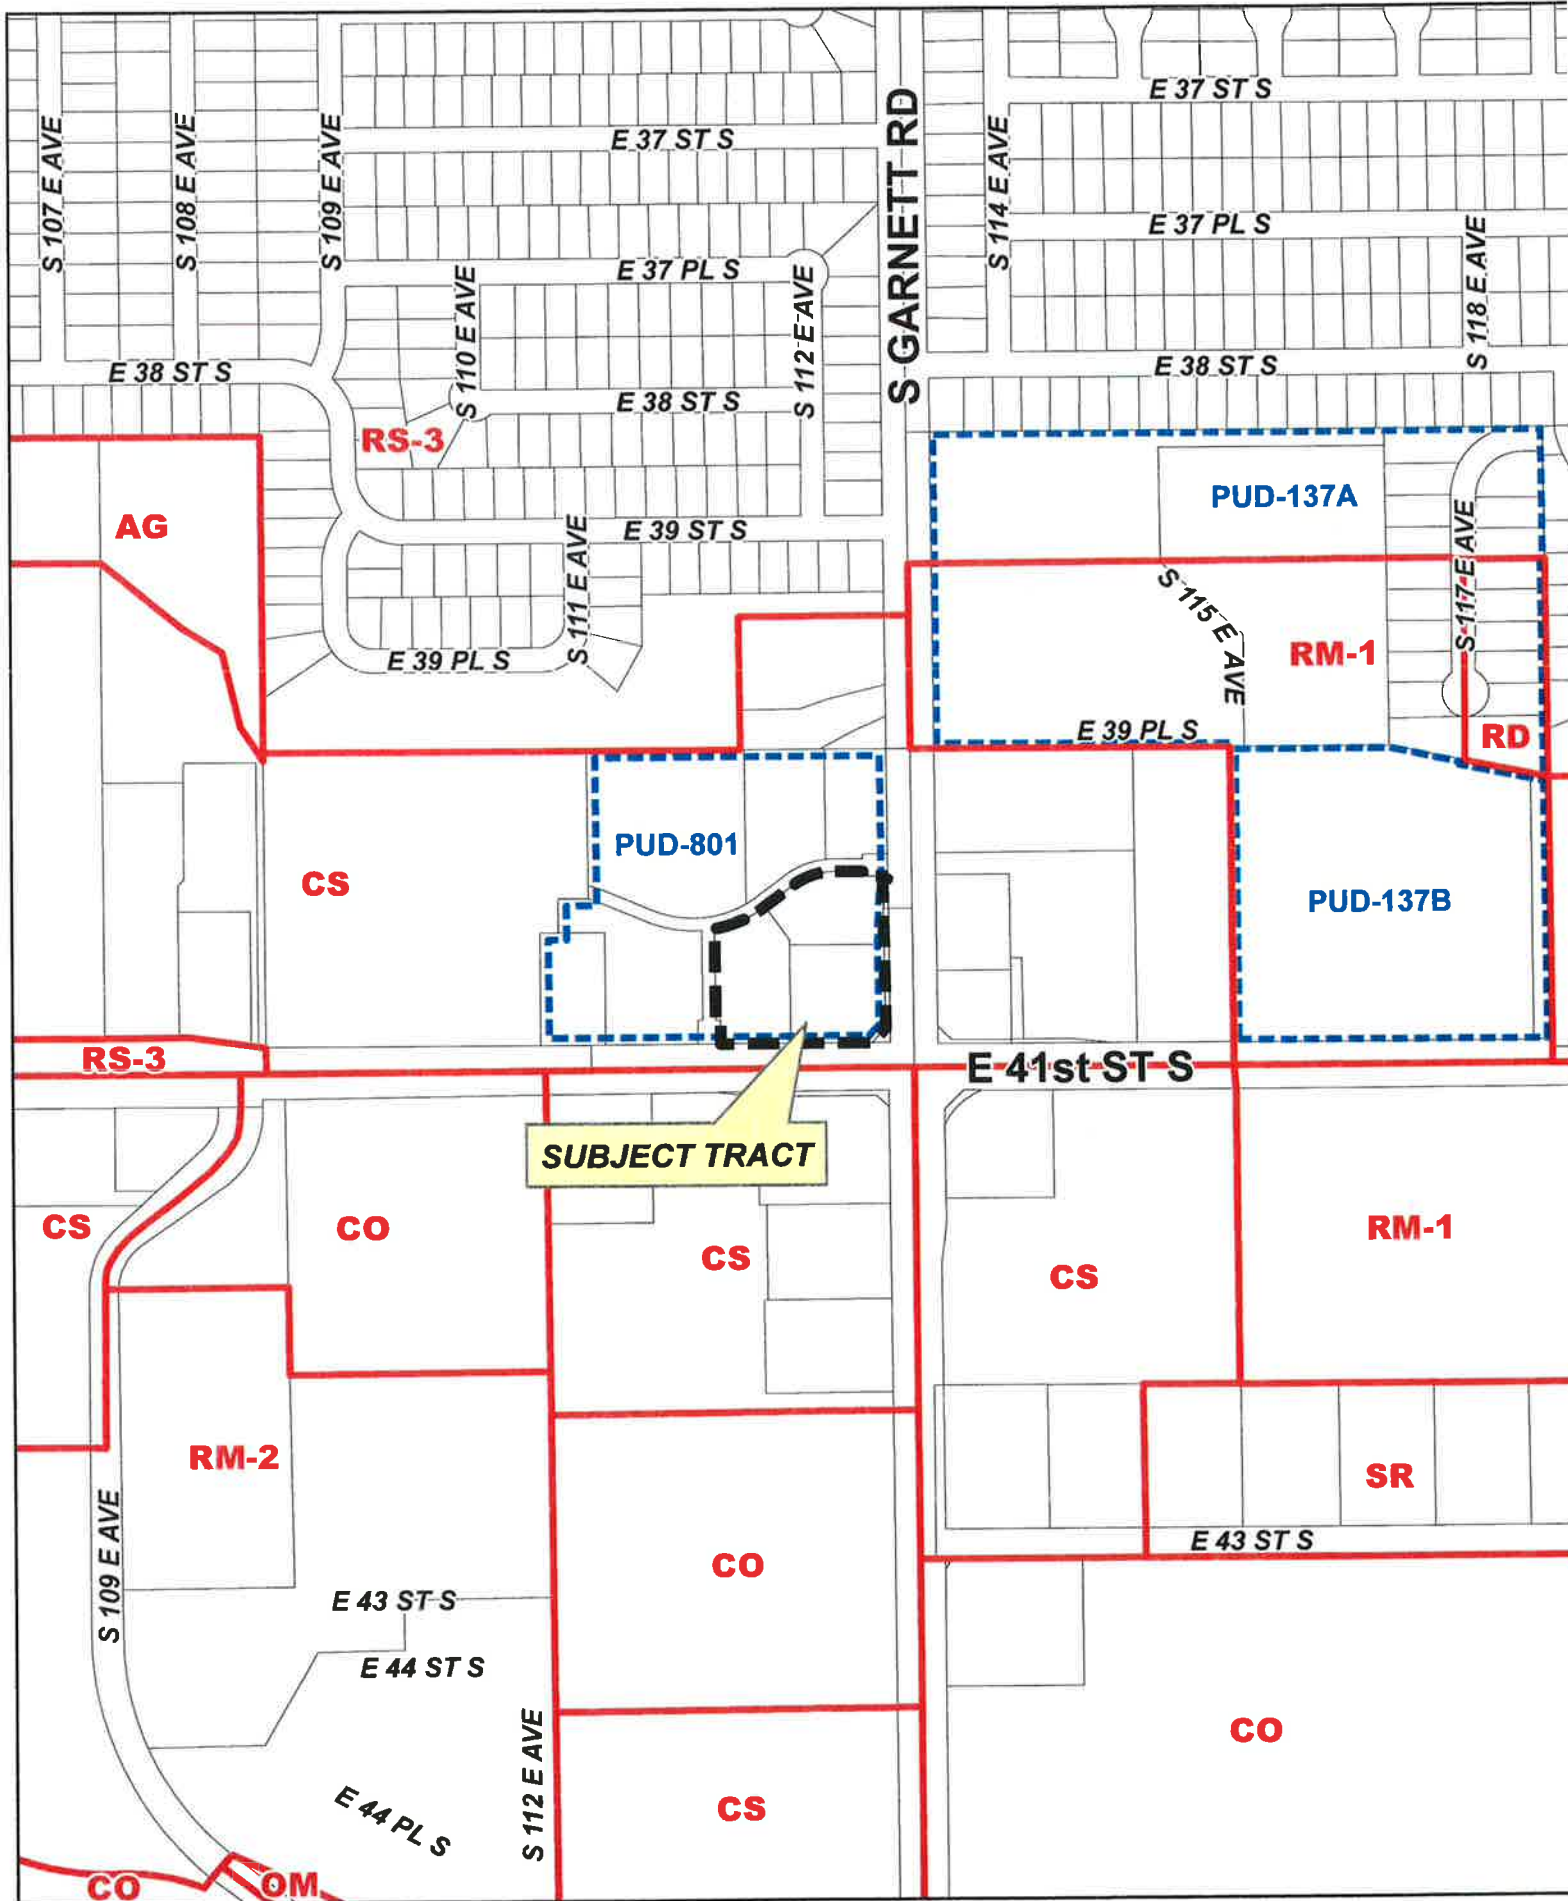 E 37 ST S
S GARNETT RD
S 107 E AVE
S 108 E AVE
S 109 E AVE
S 114 E AVE
E 37 ST S
E 37 PL S
S 118 E AVE
E 37 PL S
S 110 E AVE
S 112 E AVE
E 38 ST S
E 38 ST S
E 38 ST S
RS-3
PUD-137A
AG
E 39 ST S
S 117 E AVE
S 111 E AVE
S 115 E AVE
RM-1
E 39 PL S
E 39 PL S
RD
PUD-801
CS
PUD-137B
RS-3
E 41st ST S
SUBJECT TRACT
CS
CO
CS
CS
RM-1
RM-2
SR
S 109 E AVE
E 43 ST S
CO
E 43 ST S
E 44 ST S
CO
S 112 E AVE
E 44 PL S
CS
CO
OM